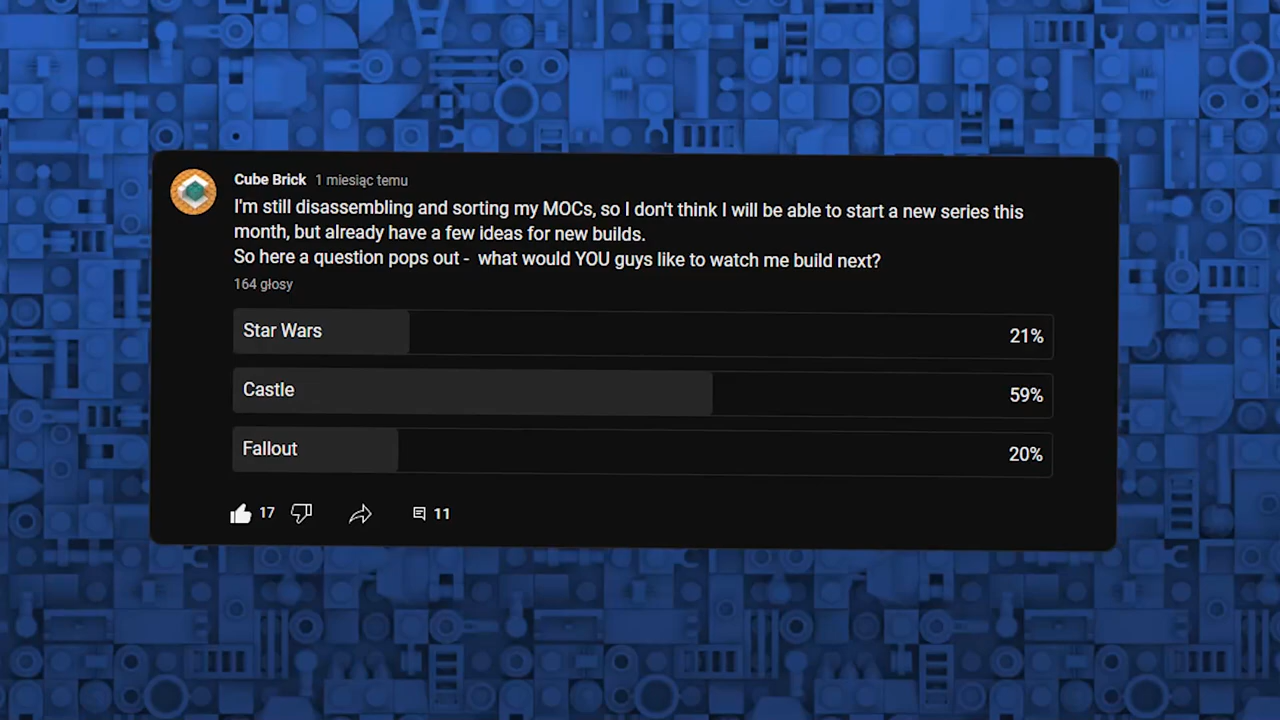 Cube Brick 1 miesiąc temu
I'm still disassembling and sorting my MOCs, so I don't think I will be able to start a new series this
month, but already have a few ideas for new builds.
So here a question pops out - what would YOU guys like to watch me build next?
164 głosy
Star Wars 21%
Castle 59%
Fallout 20%
17 11